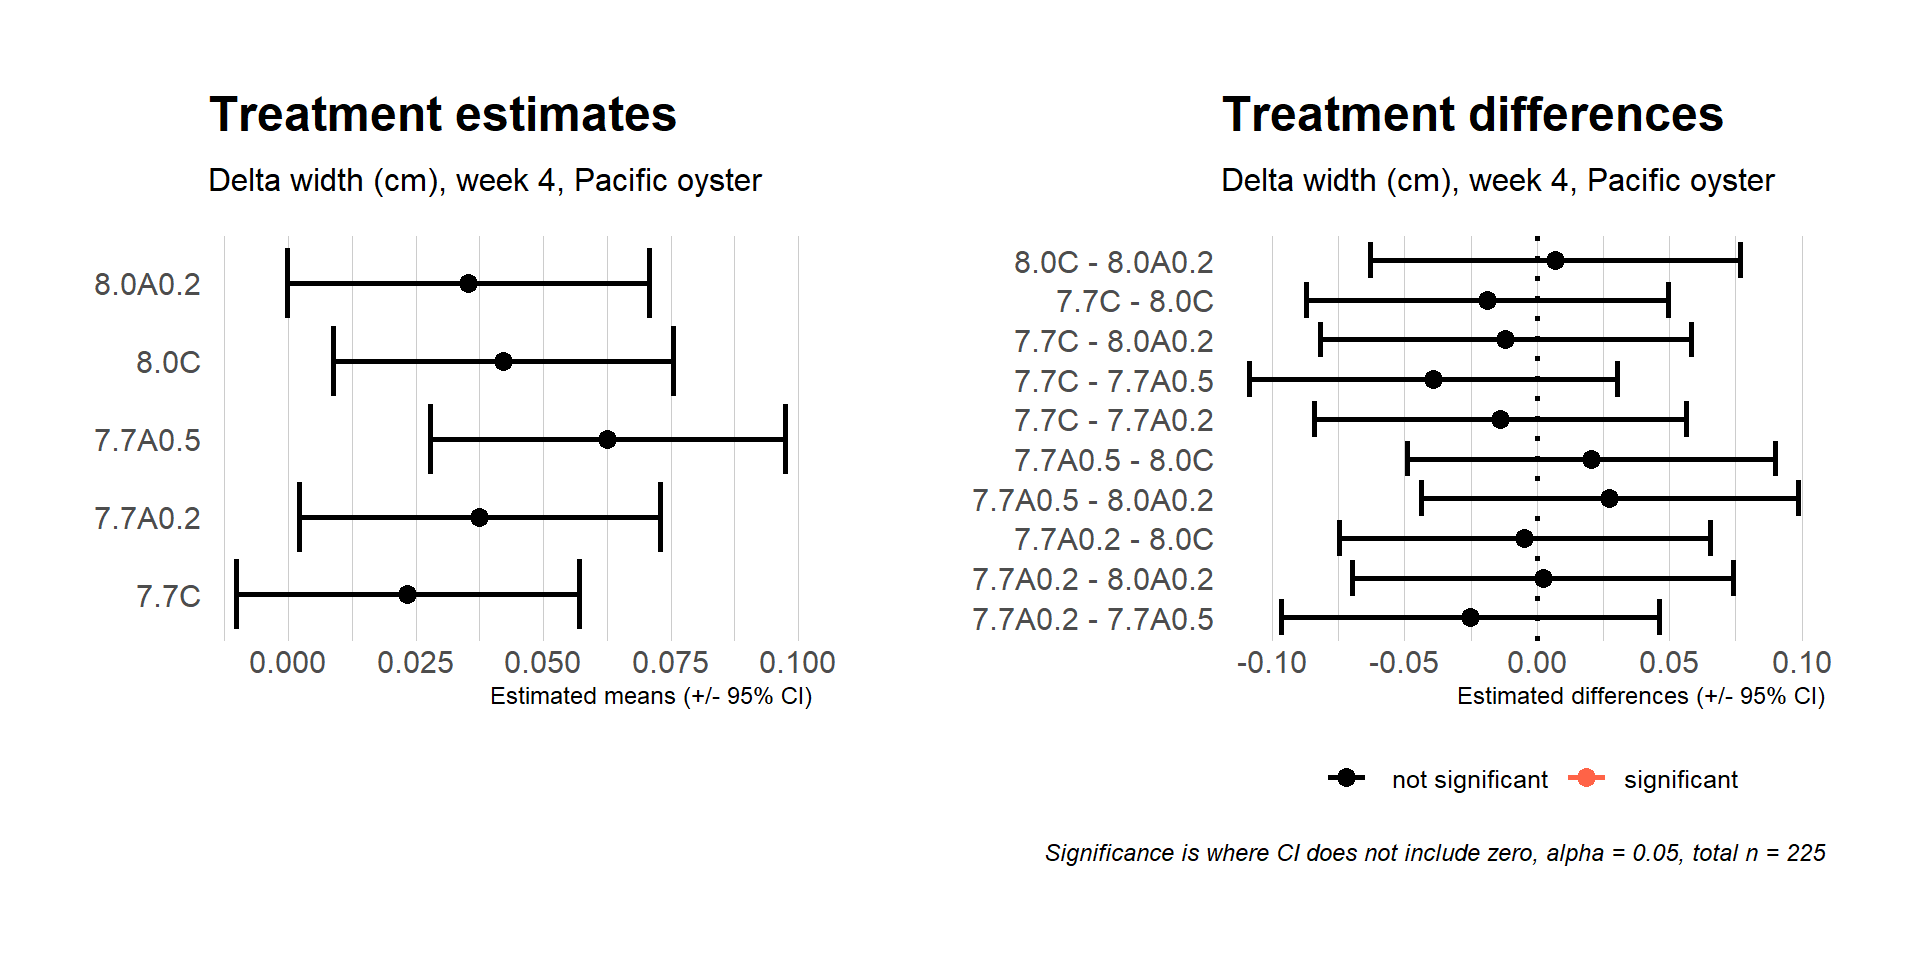 Treatment estimates
Delta width (cm), week 4, Pacific oyster
8.0A0.2
8.0C
7.7A0.5
7.7A0.2
7.7C
0.000 0.025 0.050 0.075 0.100
Estimated means (+/- 95% CI)
Treatment differences
Delta width (cm), week 4, Pacific oyster
8.0C - 8.0A0.2
7.7C - 8.0C
7.7C - 8.0A0.2
7.7C - 7.7A0.5
7.7C - 7.7A0.2
7.7A0.5 - 8.0C
7.7A0.5 - 8.0A0.2
7.7A0.2 - 8.0C
7.7A0.2 - 8.0A0.2
7.7A0.2 - 7.7A0.5
-0.10 -0.05 0.00 0.05 0.10
Estimated differences (+/- 95% CI)
not significant significant
Significance is where CI does not include zero, alpha = 0.05, total n = 225